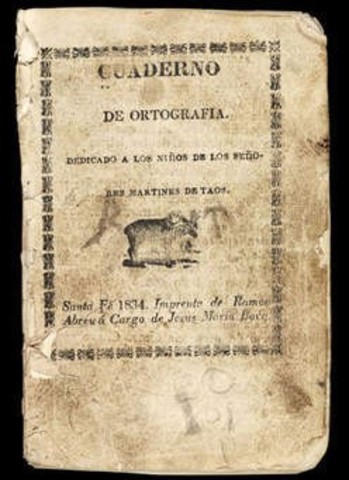 CUADERNO
DE ORTOGRAFIA.
DEDICADO A LOS NIÑOS DE LOS SEÑO-
RES MARTINES DE TAOS.
Santa Fé 1834. Imprenta de Ramon
Abreu á Cargo de Jesus Maria Baca.